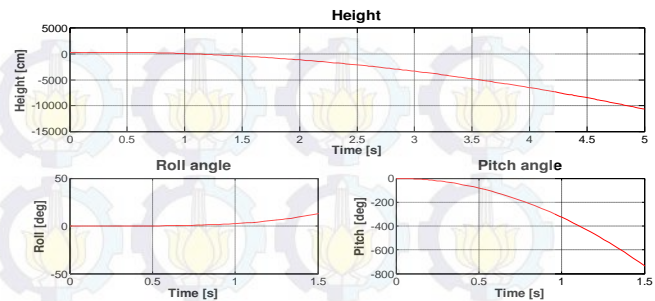 Height
5000
0
-5000
-10000
-15000
Height [cm]
0 0.5 1 1.5 2 2.5 3 3.5 4 4.5 5
Time [s]
Roll angle
50
0
-50
Roll [deg]
0 0.5 1 1.5
Time [s]
Pitch angle
0
-200
-400
-600
-800
Pitch [deg]
0 0.5 1 1.5
Time [s]